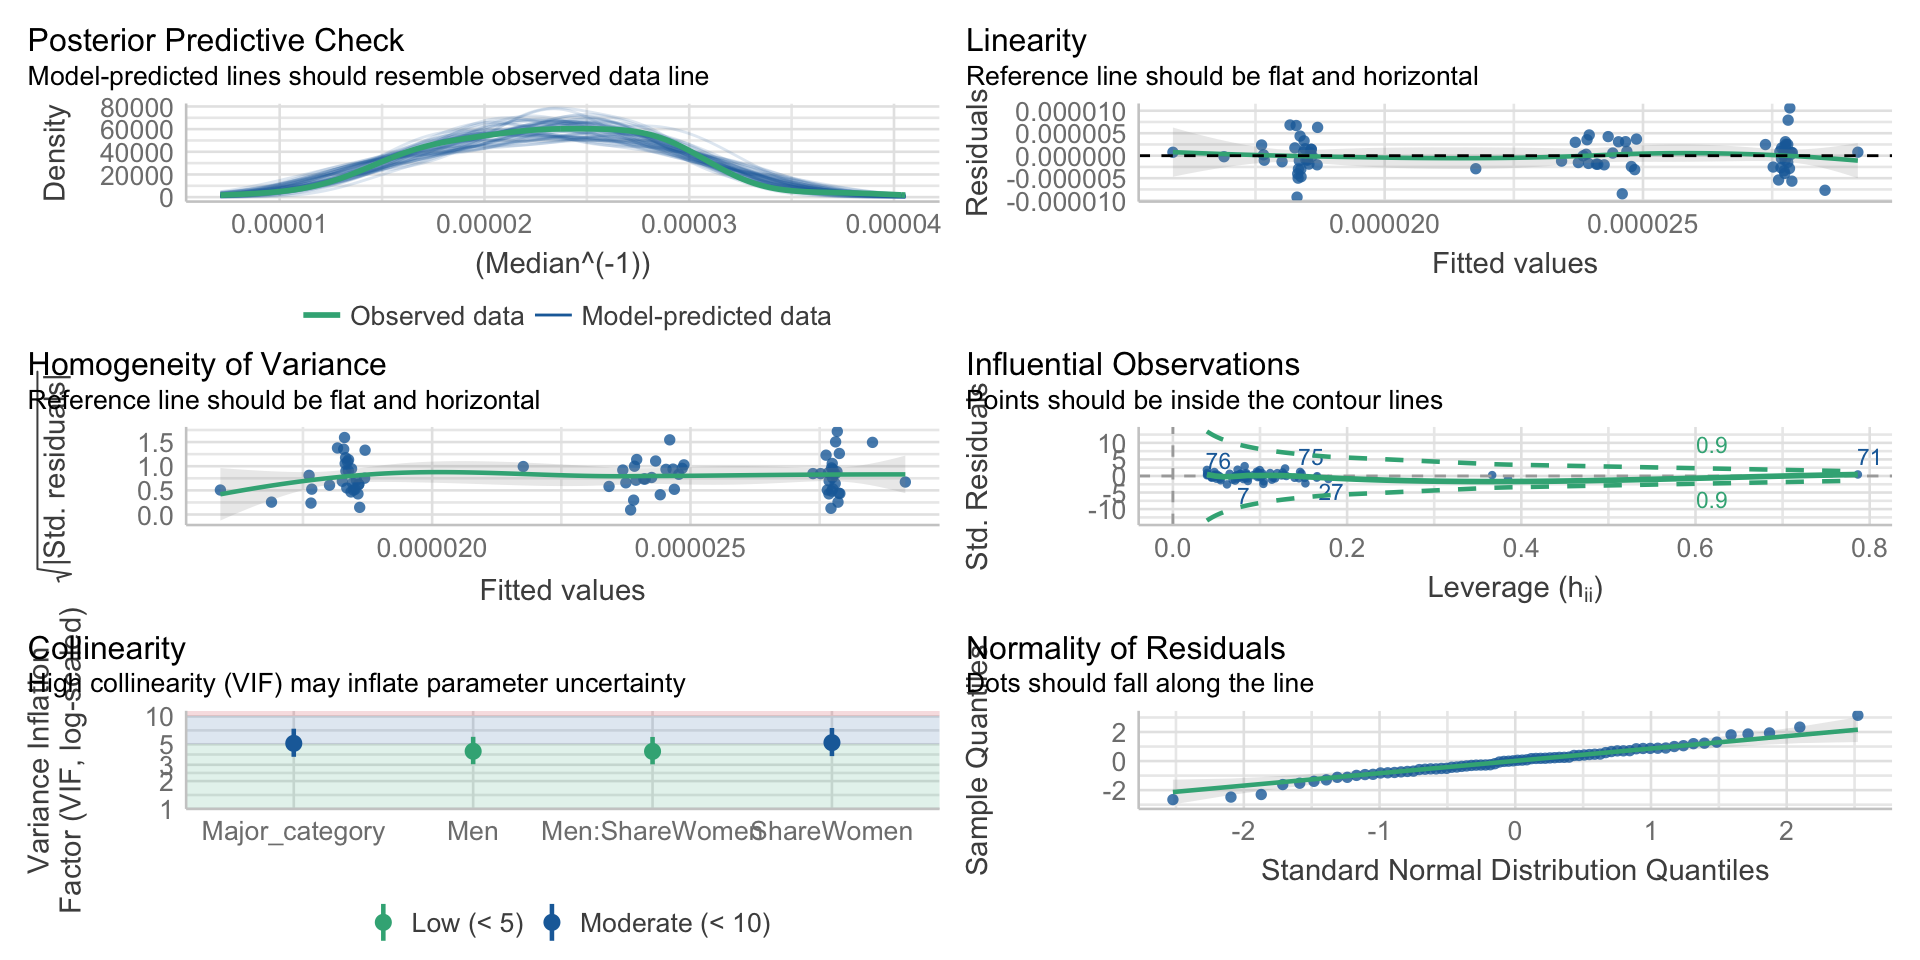 Posterior Predictive Check
Model-predicted lines should resemble observed data line
Density
80000
60000
40000
20000
0
0.00001
0.00002
0.00003
0.00004
(Median^(-1))
Observed data
Model-predicted data
Linearity
Reference line should be flat and horizontal
Residuals
0.000010
0.000005
0.000000
-0.000005
-0.000010
0.000020
0.000025
Fitted values
Homogeneity of Variance
Reference line should be flat and horizontal
√|Std. residuals|
1.5
1.0
0.5
0.0
0.000020
0.000025
Fitted values
Influential Observations
Points should be inside the contour lines
Std. Residuals
10
5
0
-5
-10
76
75
7
27
71
0.9
0.9
0.0
0.2
0.4
0.6
0.8
Leverage (hii)
Collinearity
High collinearity (VIF) may inflate parameter uncertainty
Variance Inflation
Factor (VIF, log-scaled)
10
5
3
2
1
Major_category
Men
Men:ShareWomen
ShareWomen
Low (< 5)
Moderate (< 10)
Normality of Residuals
Dots should fall along the line
Sample Quantiles
2
0
-2
-2
-1
0
1
2
Standard Normal Distribution Quantiles